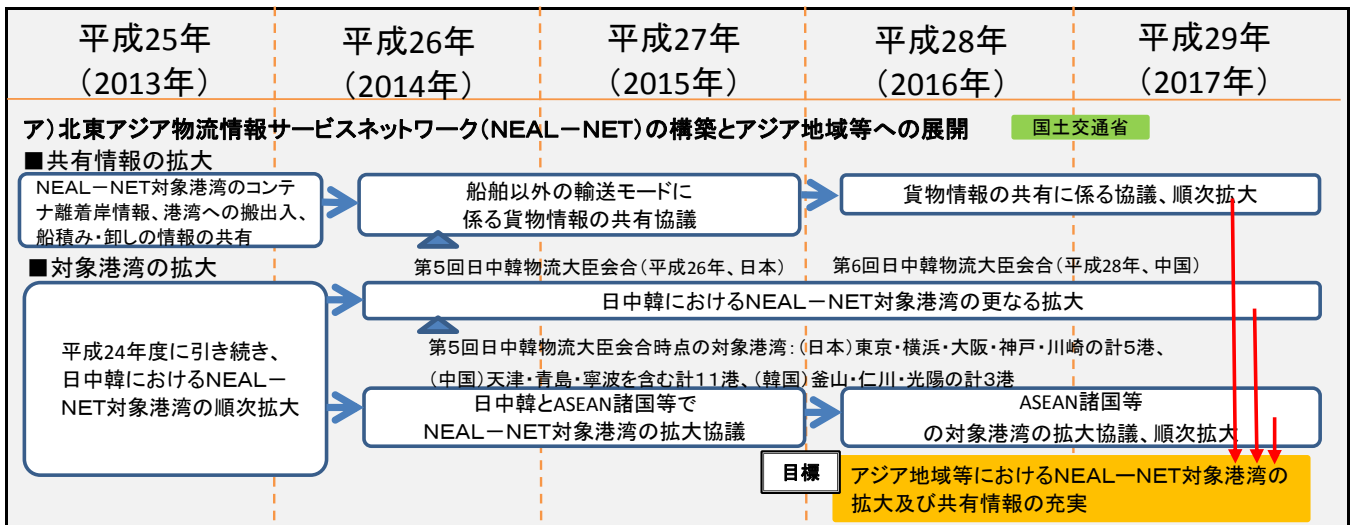 平成25年
(2013年)
平成26年
(2014年)
平成27年
(2015年)
平成28年
(2016年)
平成29年
(2017年)
ア)北東アジア物流情報サービスネットワーク(NEAL-NET)の構築とアジア地域等への展開
国土交通省
■共有情報の拡大
NEAL-NET対象港湾のコンテ
ナ離着岸情報、港湾への搬出入、
船積み・卸しの情報の共有
船舶以外の輸送モードに
係る貨物情報の共有協議
貨物情報の共有に係る協議、順次拡大
第5回日中韓物流大臣会合(平成26年、日本)
第6回日中韓物流大臣会合(平成28年、中国)
■対象港湾の拡大
平成24年度に引き続き、
日中韓におけるNEAL-
NET対象港湾の順次拡大
日中韓におけるNEAL-NET対象港湾の更なる拡大
第5回日中韓物流大臣会合時点の対象港湾:(日本)東京・横浜・大阪・神戸・川崎の計5港、
(中国)天津・青島・寧波を含む計11港、(韓国)釜山・仁川・光陽の計3港
日中韓とASEAN諸国等で
NEAL-NET対象港湾の拡大協議
ASEAN諸国等
の対象港湾の拡大協議、順次拡大
目標
アジア地域等におけるNEAL-NET対象港湾の
拡大及び共有情報の充実